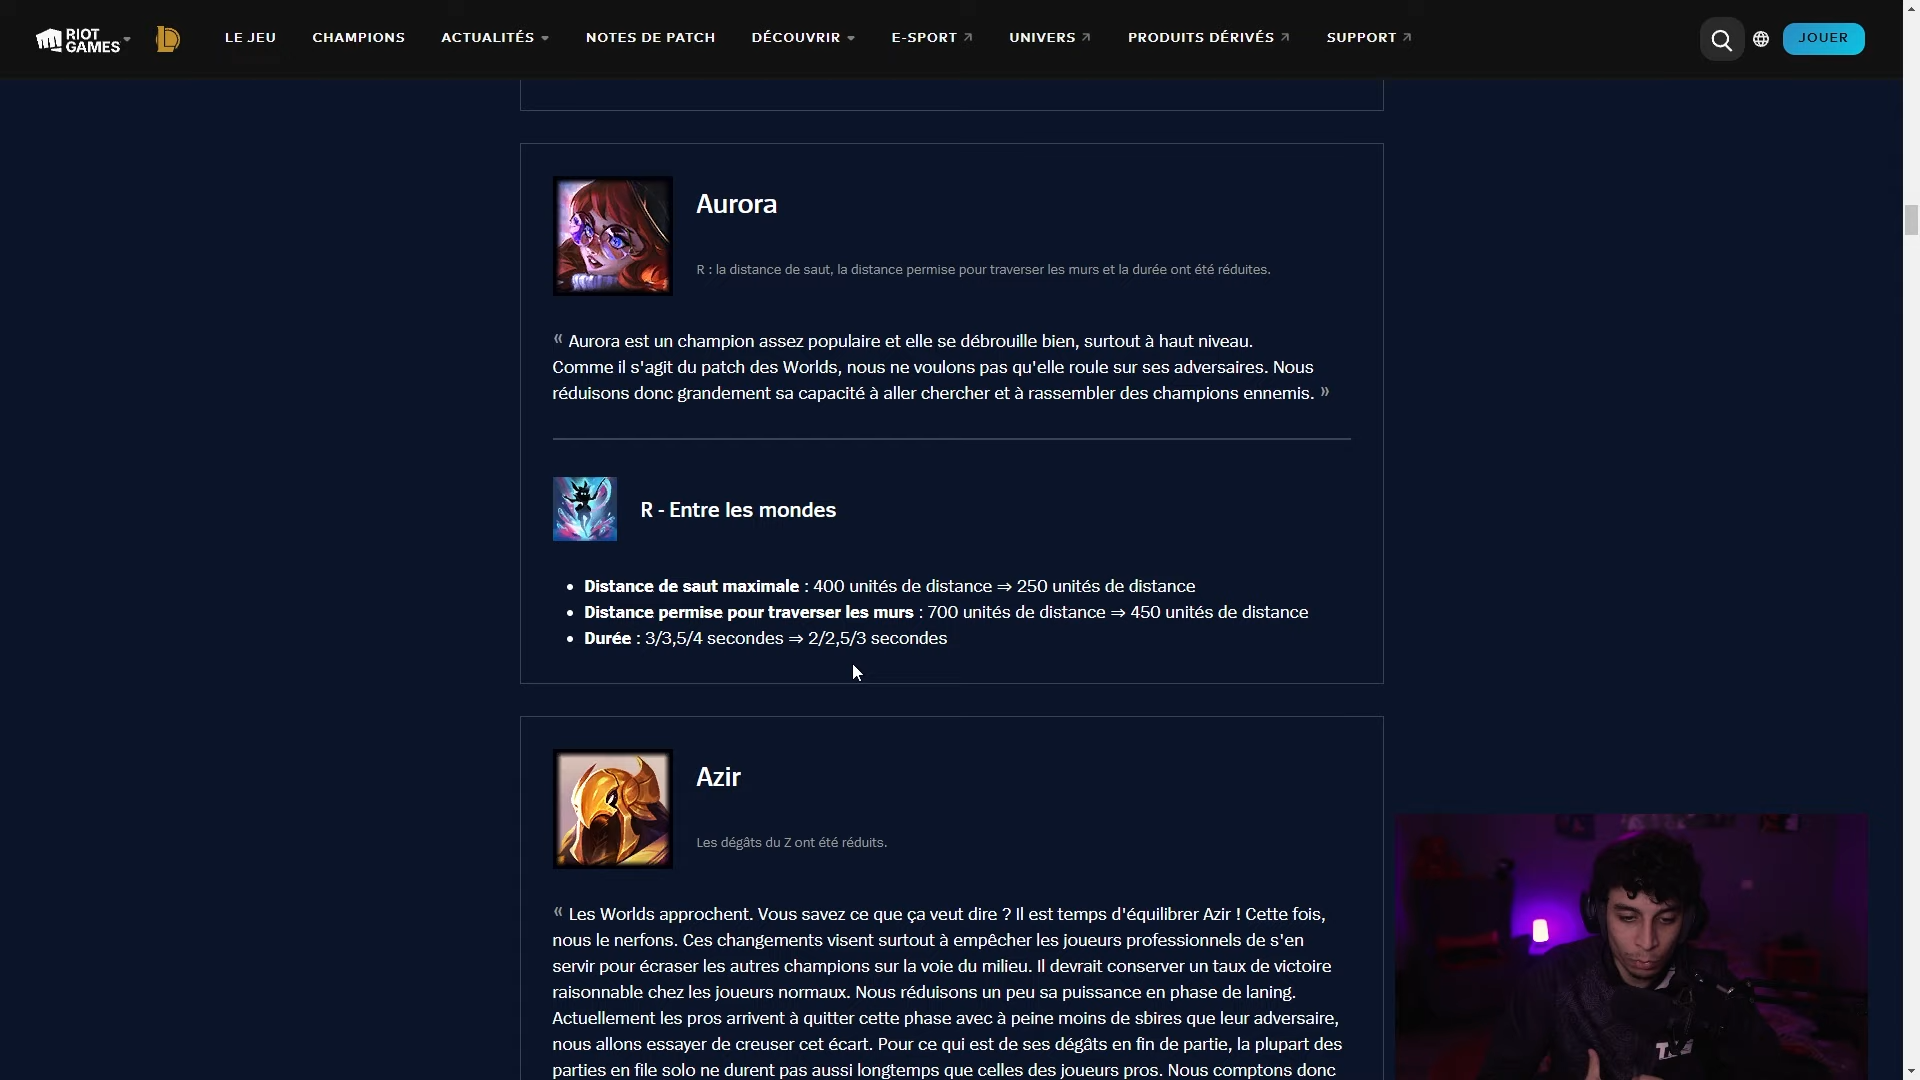 RIOT GAMES
LE JEU
CHAMPIONS
ACTUALITÉS
NOTES DE PATCH
DÉCOUVRIR
E-SPORT
UNIVERS
PRODUITS DÉRIVÉS
SUPPORT
JOUER
Aurora
R : la distance de saut, la distance permise pour traverser les murs et la durée ont été réduites.
« Aurora est un champion assez populaire et elle se débrouille bien, surtout à haut niveau.
Comme il s'agit du patch des Worlds, nous ne voulons pas qu'elle roule sur ses adversaires. Nous
réduisons donc grandement sa capacité à aller chercher et à rassembler des champions ennemis. »
R - Entre les mondes
• Distance de saut maximale : 400 unités de distance ⇒ 250 unités de distance
• Distance permise pour traverser les murs : 700 unités de distance ⇒ 450 unités de distance
• Durée : 3/3,5/4 secondes ⇒ 2/2,5/3 secondes
Azir
Les dégâts du Z ont été réduits.
« Les Worlds approchent. Vous savez ce que ça veut dire ? Il est temps d'équilibrer Azir ! Cette fois,
nous le nerfons. Ces changements visent surtout à empêcher les joueurs professionnels de s'en
servir pour écraser les autres champions sur la voie du milieu. Il devrait conserver un taux de victoire
raisonnable chez les joueurs normaux. Nous réduisons un peu sa puissance en phase de laning.
Actuellement les pros arrivent à quitter cette phase avec à peine moins de sbires que leur adversaire,
nous allons essayer de creuser cet écart. Pour ce qui est de ses dégâts en fin de partie, la plupart des
parties en file solo ne durent pas aussi longtemps que celles des joueurs pros. Nous comptons donc